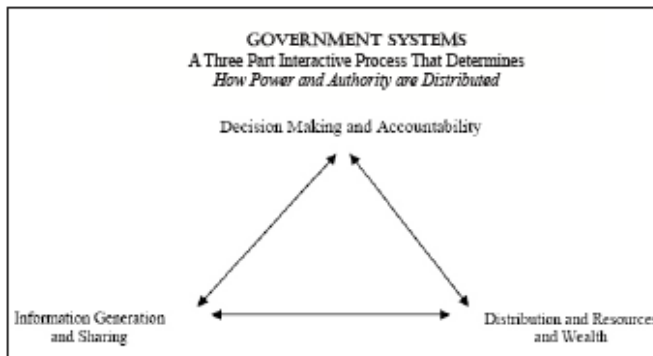 GOVERNMENT SYSTEMS
A Three Part Interactive Process That Determines
How Power and Authority are Distributed
Decision Making and Accountability
Information Generation
and Sharing
Distribution and Resources
and Wealth